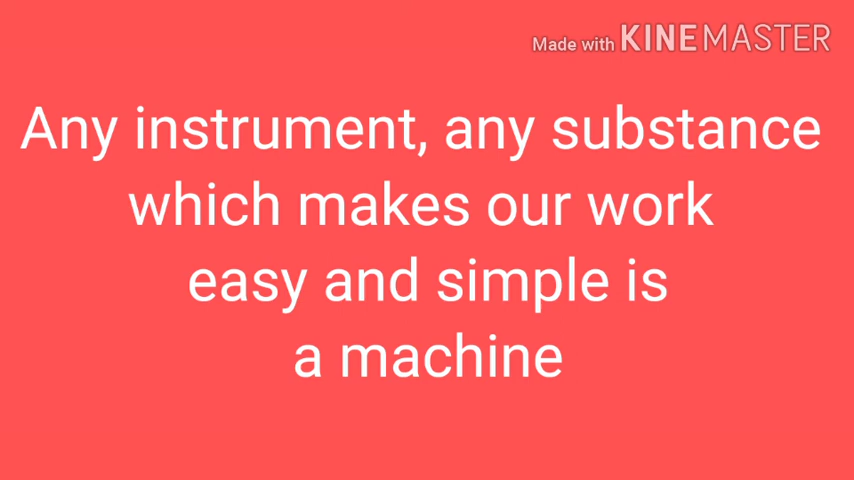 Made with KINEMASTER
Any instrument, any substance
which makes our work
easy and simple is
a machine